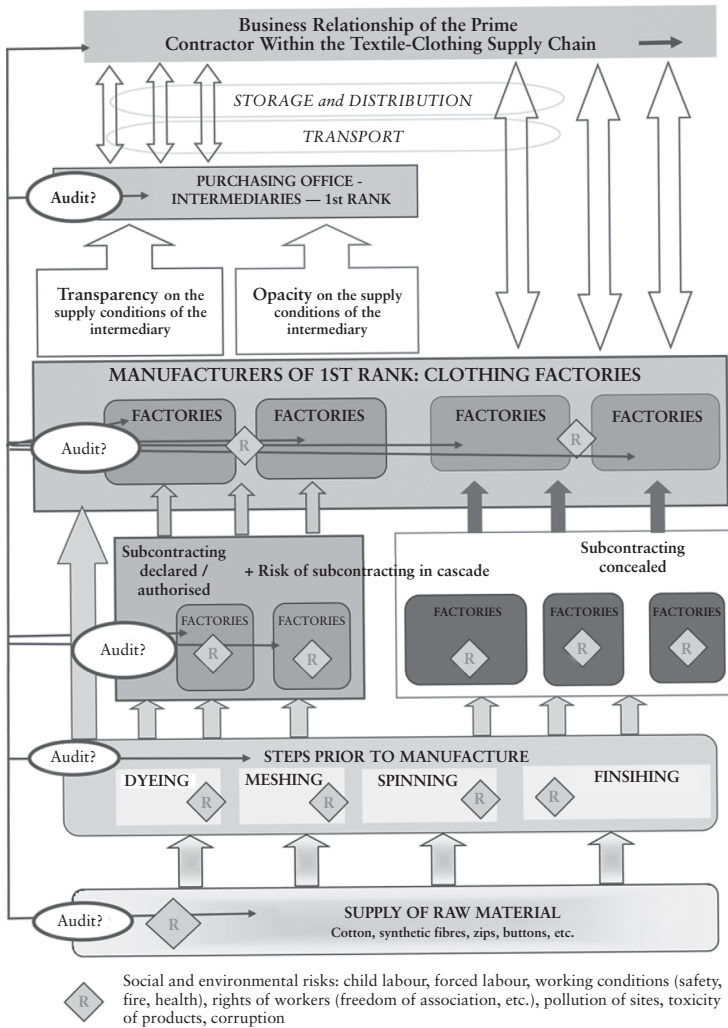 Business Relationship of the Prime
Contractor Within the Textile-Clothing Supply Chain
STORAGE and DISTRIBUTION
TRANSPORT
Audit?
PURCHASING OFFICE -
INTERMEDIARIES — 1st RANK
Transparency on the
supply conditions of the
intermediary
Opacity on the supply
conditions of the
intermediary
MANUFACTURERS OF 1ST RANK: CLOTHING FACTORIES
FACTORIES
FACTORIES
FACTORIES
FACTORIES
Audit?
R
R
Subcontracting
declared /
authorised
+ Risk of subcontracting in cascade
Subcontracting
concealed
FACTORIES
FACTORIES
FACTORIES
FACTORIES
FACTORIES
Audit?
R
R
R
R
R
Audit?
STEPS PRIOR TO MANUFACTURE
DYEING
MESHING
SPINNING
FINSIHING
R
R
R
R
Audit?
R
SUPPLY OF RAW MATERIAL
Cotton, synthetic fibres, zips, buttons, etc.
R
Social and environmental risks: child labour, forced labour, working conditions (safety,
fire, health), rights of workers (freedom of association, etc.), pollution of sites, toxicity
of products, corruption